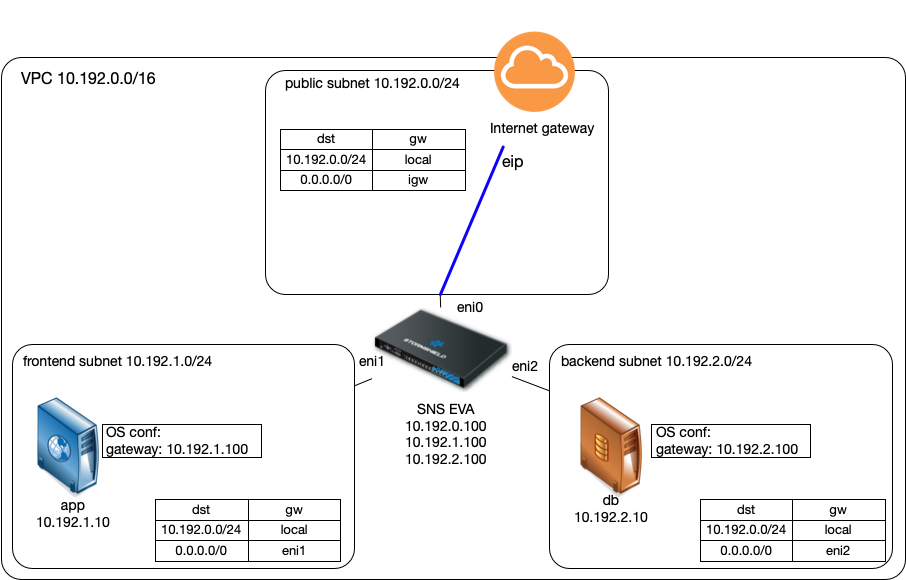 VPC 10.192.0.0/16
public subnet 10.192.0.0/24
Internet gateway
dst gw
10.192.0.0/24 local
0.0.0.0/0 igw
eip
eni0
STORMSHIELD
frontend subnet 10.192.1.0/24
eni1
OS conf:
gateway: 10.192.1.100
app
10.192.1.10
dst gw
10.192.0.0/24 local
0.0.0.0/0 eni1
SNS EVA
10.192.0.100
10.192.1.100
10.192.2.100
eni2
backend subnet 10.192.2.0/24
OS conf:
gateway: 10.192.2.100
db
10.192.2.10
dst gw
10.192.0.0/24 local
0.0.0.0/0 eni2